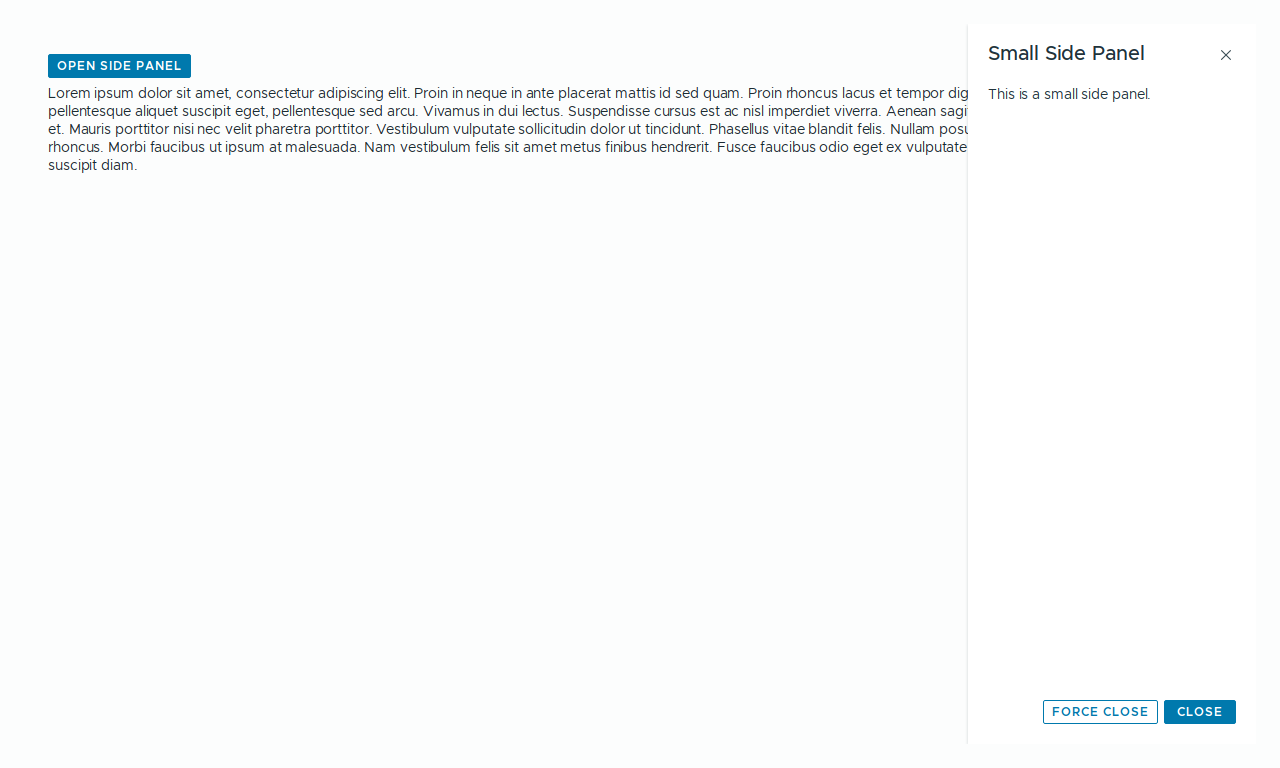 OPEN SIDE PANEL
Lorem ipsum dolor sit amet, consectetur adipiscing elit. Proin in neque in ante placerat mattis id sed quam. Proin rhoncus lacus et tempor dig
pellentesque aliquet suscipit eget, pellentesque sed arcu. Vivamus in dui lectus. Suspendisse cursus est ac nisl imperdiet viverra. Aenean sagi
et. Mauris porttitor nisi nec velit pharetra porttitor. Vestibulum vulputate sollicitudin dolor ut tincidunt. Phasellus vitae blandit felis. Nullam posu
rhoncus. Morbi faucibus ut ipsum at malesuada. Nam vestibulum felis sit amet metus finibus hendrerit. Fusce faucibus odio eget ex vulputate
suscipit diam.
Small Side Panel
This is a small side panel.
FORCE CLOSE
CLOSE